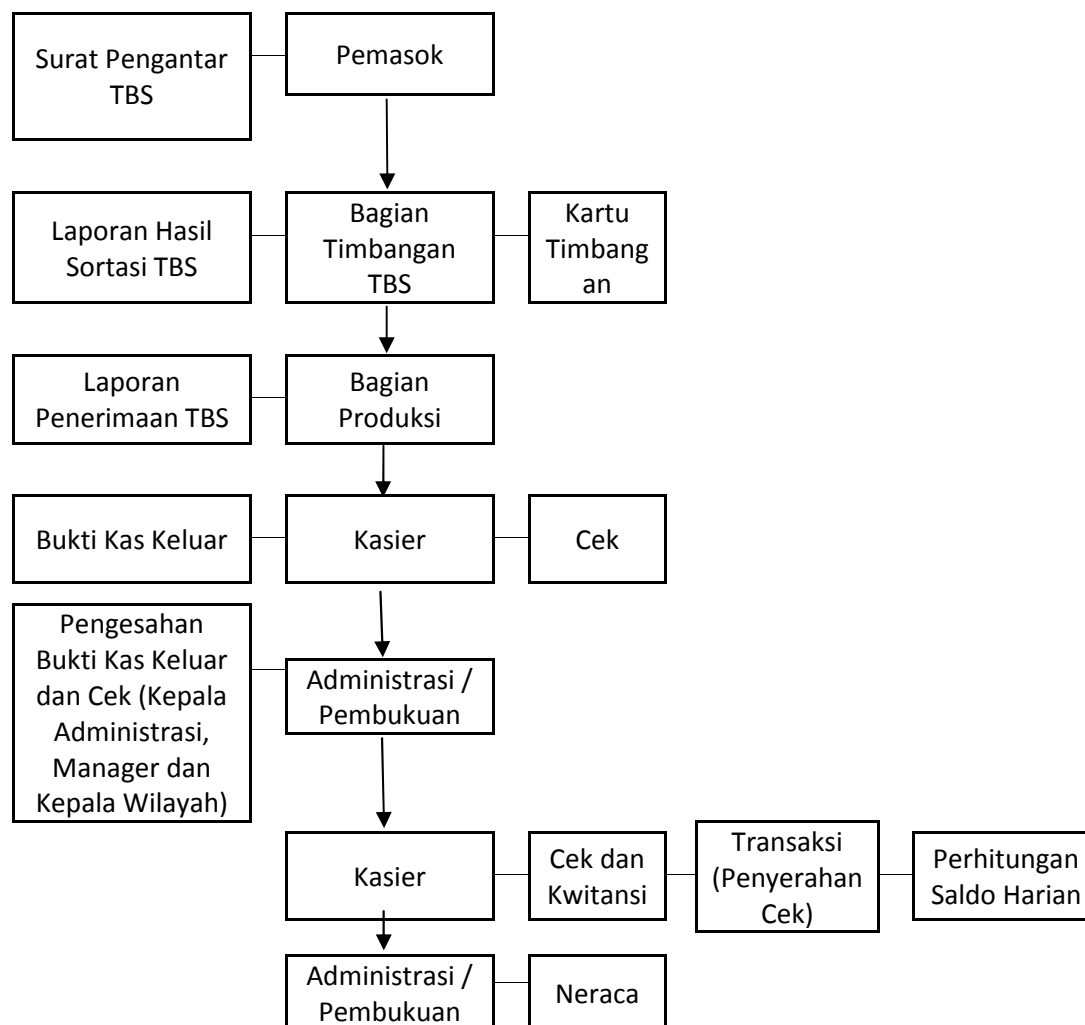 Surat Pengantar
TBS
Pemasok
Laporan Hasil
Sortasi TBS
Bagian
Timbangan
TBS
Kartu
Timbang
an
Laporan
Penerimaan TBS
Bagian
Produksi
Bukti Kas Keluar
Kasier
Cek
Pengesahan
Bukti Kas Keluar
dan Cek (Kepala
Administrasi,
Manager dan
Kepala Wilayah)
Administrasi /
Pembukuan
Kasier
Cek dan
Kwitansi
Transaksi
(Penyerahan
Cek)
Perhitungan
Saldo Harian
Administrasi /
Pembukuan
Neraca